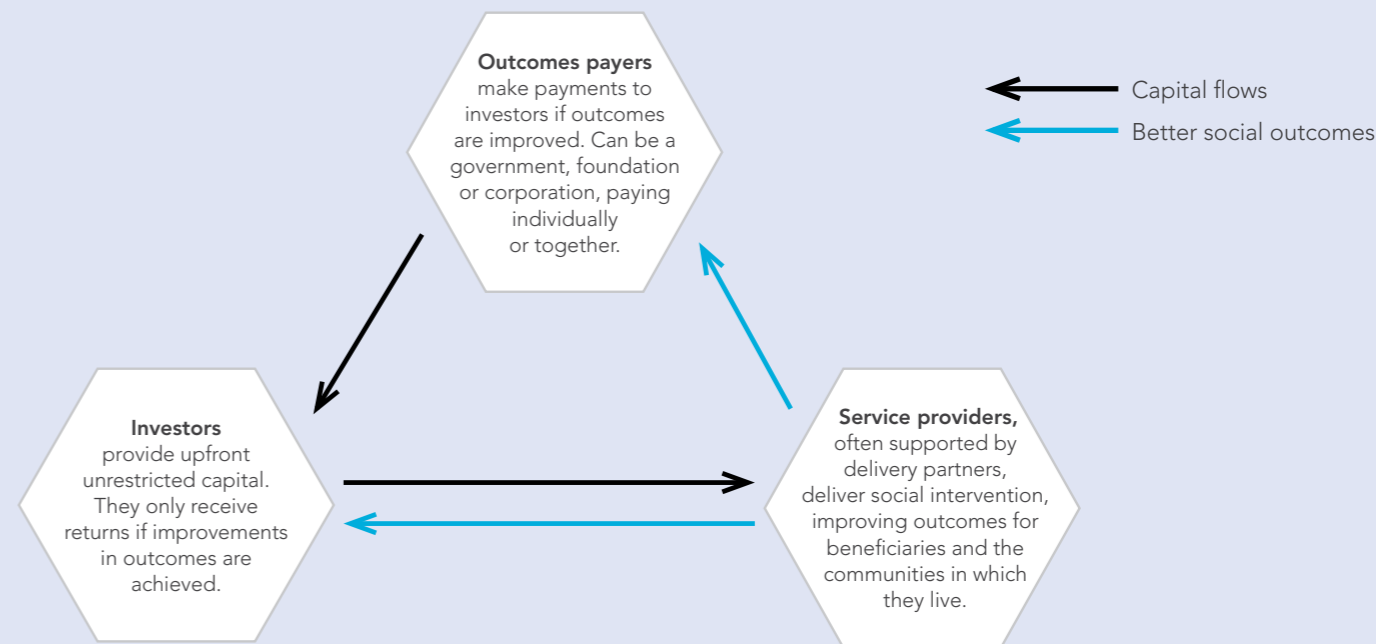 Outcomes payers
make payments to
investors if outcomes
are improved. Can be a
government, foundation
or corporation, paying
individually
or together.
Capital flows
Better social outcomes
Investors
provide upfront
unrestricted capital.
They only receive
returns if improvements
in outcomes are
achieved.
Service providers,
often supported by
delivery partners,
deliver social intervention,
improving outcomes for
beneficiaries and the
communities in which
they live.